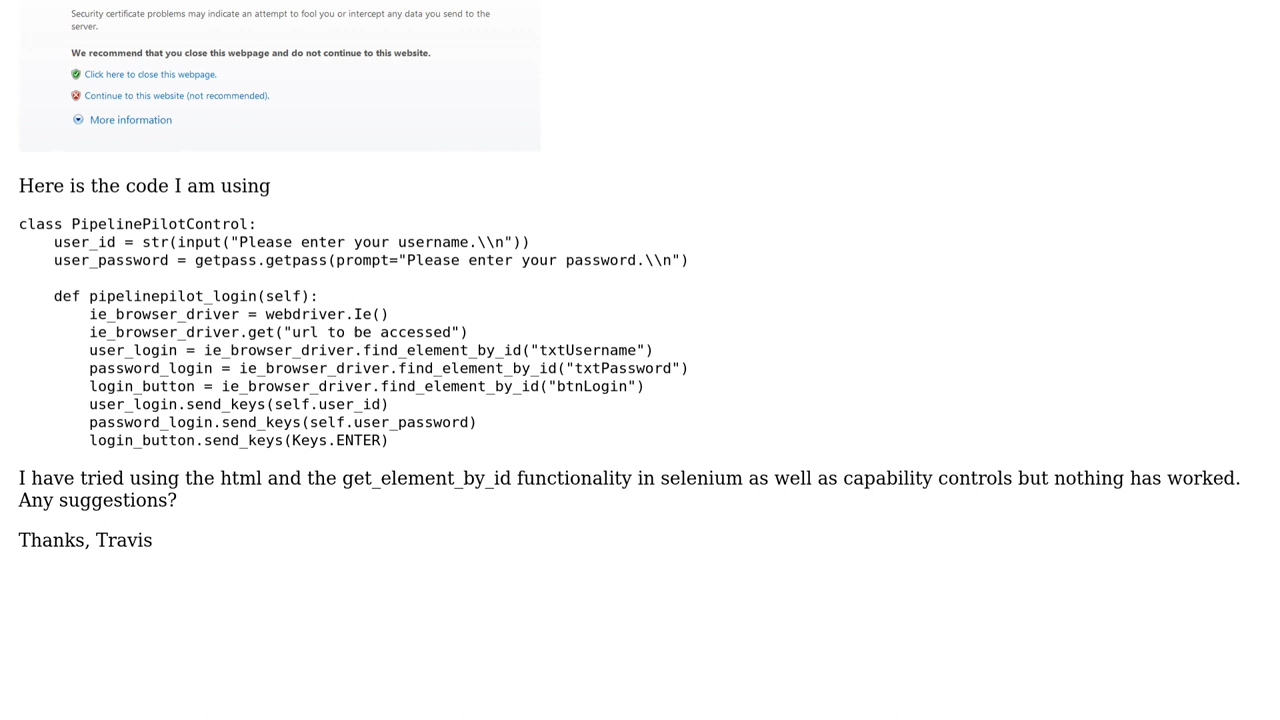 Security certificate problems may indicate an attempt to fool you or intercept any data you send to the
server.
We recommend that you close this webpage and do not continue to this website.
Click here to close this webpage.
Continue to this website (not recommended).
More information
Here is the code I am using
class PipelinePilotControl:
    user_id = str(input("Please enter your username.\\n"))
    user_password = getpass.getpass(prompt="Please enter your password.\\n")
    def pipelinepilot_login(self):
        ie_browser_driver = webdriver.Ie()
        ie_browser_driver.get("url to be accessed")
        user_login = ie_browser_driver.find_element_by_id("txtUsername")
        password_login = ie_browser_driver.find_element_by_id("txtPassword")
        login_button = ie_browser_driver.find_element_by_id("btnLogin")
        user_login.send_keys(self.user_id)
        password_login.send_keys(self.user_password)
        login_button.send_keys(Keys.ENTER)
I have tried using the html and the get_element_by_id functionality in selenium as well as capability controls but nothing has worked.
Any suggestions?
Thanks, Travis